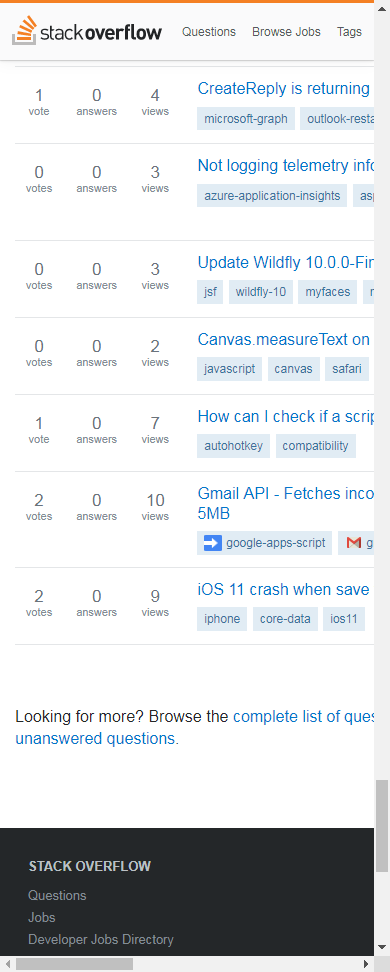 stackoverflow Questions Browse Jobs Tags
1 0 4 CreateReply is returning
vote answers views microsoft-graph outlook-resta
0 0 3 Not logging telemetry info
votes answers views azure-application-insights asp
0 0 3 Update Wildfly 10.0.0-Fin
votes answers views jsf wildfly-10 myfaces
0 0 2 Canvas.measureText on
votes answers views javascript canvas safari
1 0 7 How can I check if a scrip
vote answers views autohotkey compatibility
2 0 10 Gmail API - Fetches inco
votes answers views 5MB
google-apps-script g
2 0 9 iOS 11 crash when save
votes answers views iphone core-data ios11
Looking for more? Browse the complete list of ques
unanswered questions.
STACK OVERFLOW
Questions
Jobs
Developer Jobs Directory